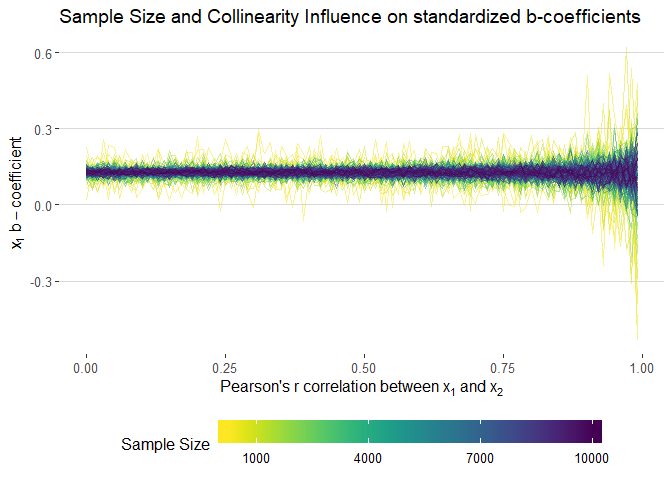 Sample Size and Collinearity Influence on standardized b-coefficients
0.6
0.3
0.0
-0.3
x₁ b − coefficient
0.00 0.25 0.50 0.75 1.00
Pearson's r correlation between x₁ and x₂
Sample Size
1000 4000 7000 10000